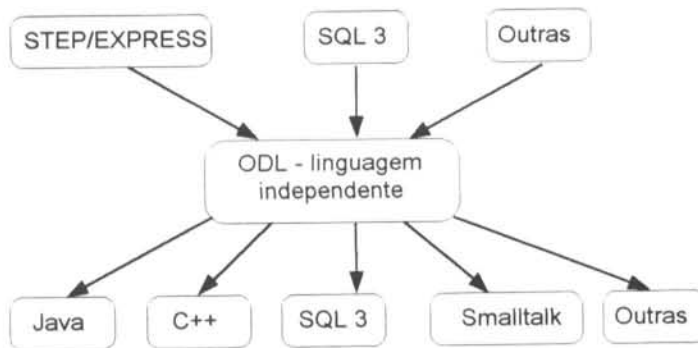 STEP/EXPRESS
SQL 3
Outras
ODL - linguagem
independente
Java
C++
SQL 3
Smalltalk
Outras